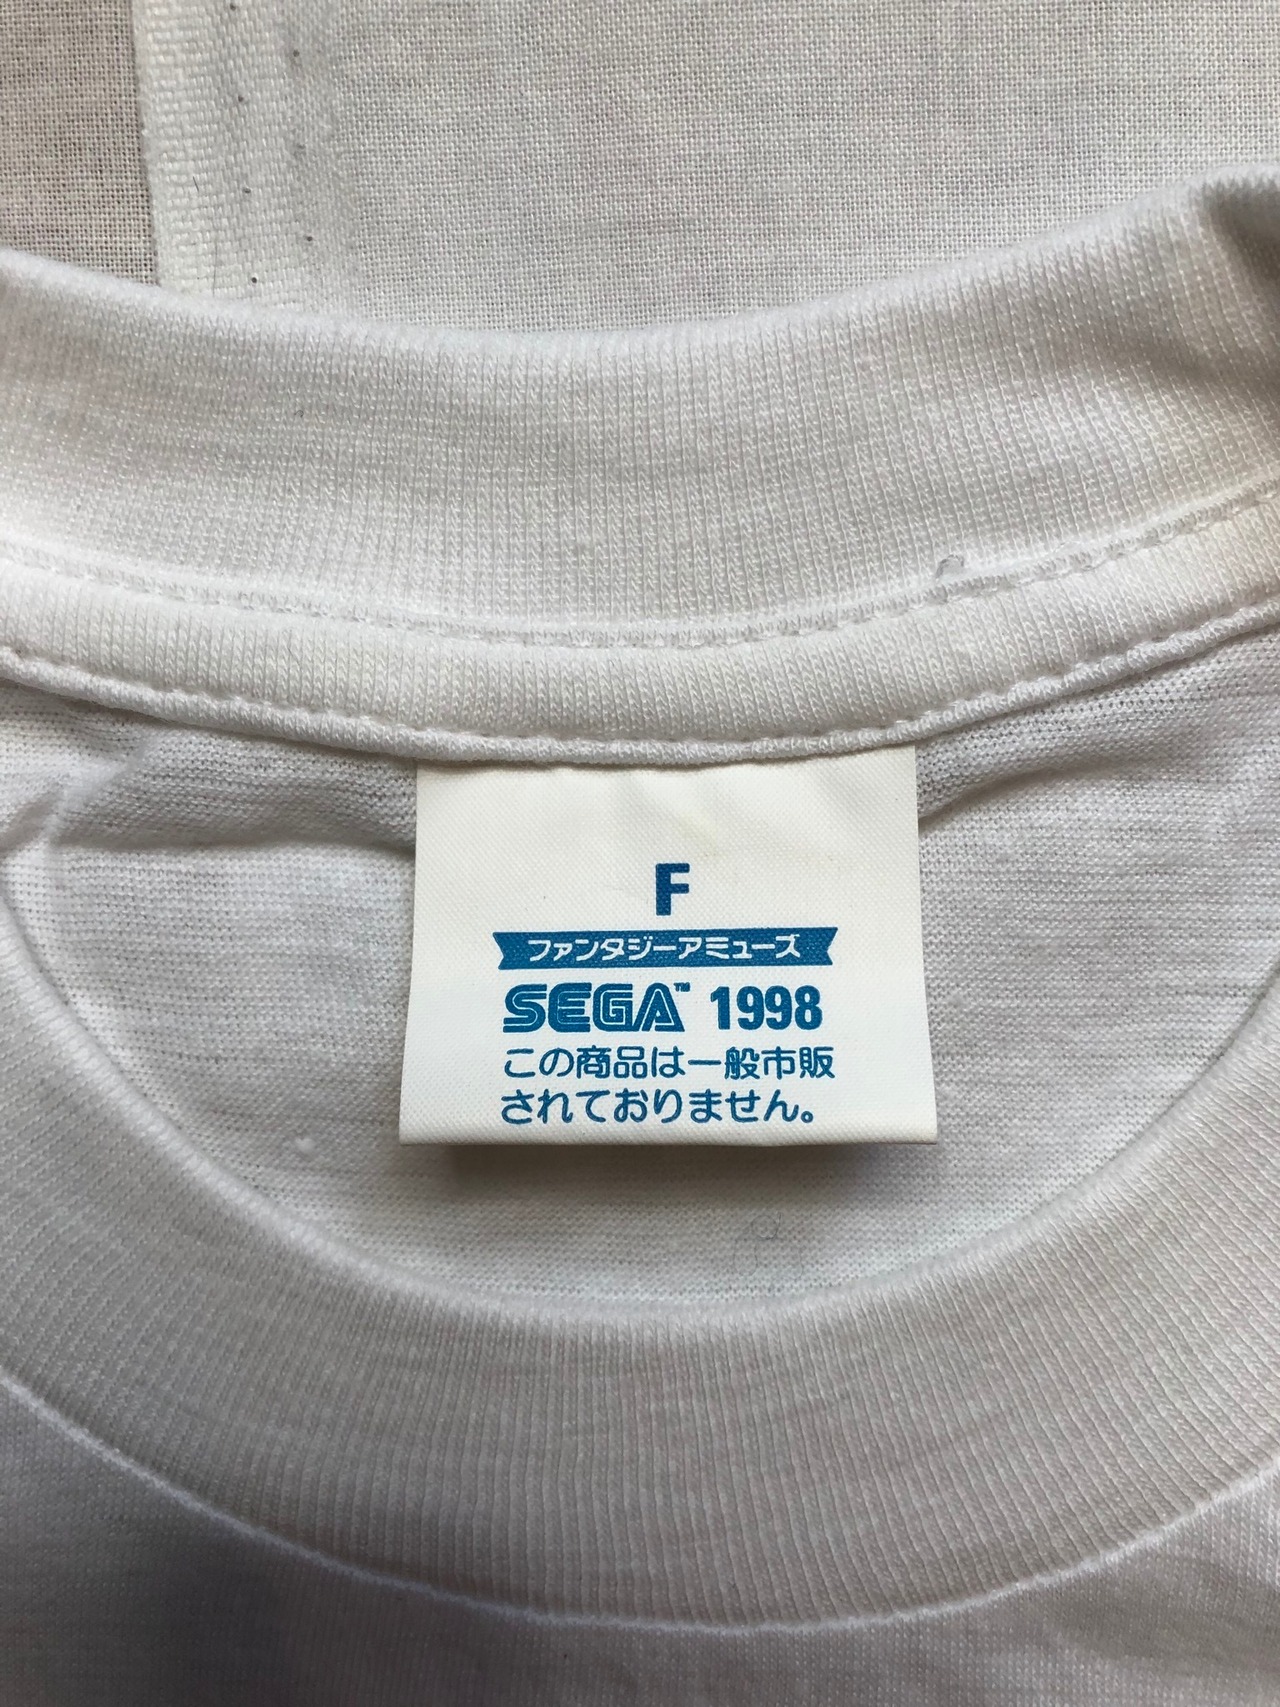 F
ファンタジーアミューズ
SEGA™ 1998
この商品は一般市販
されておりません。